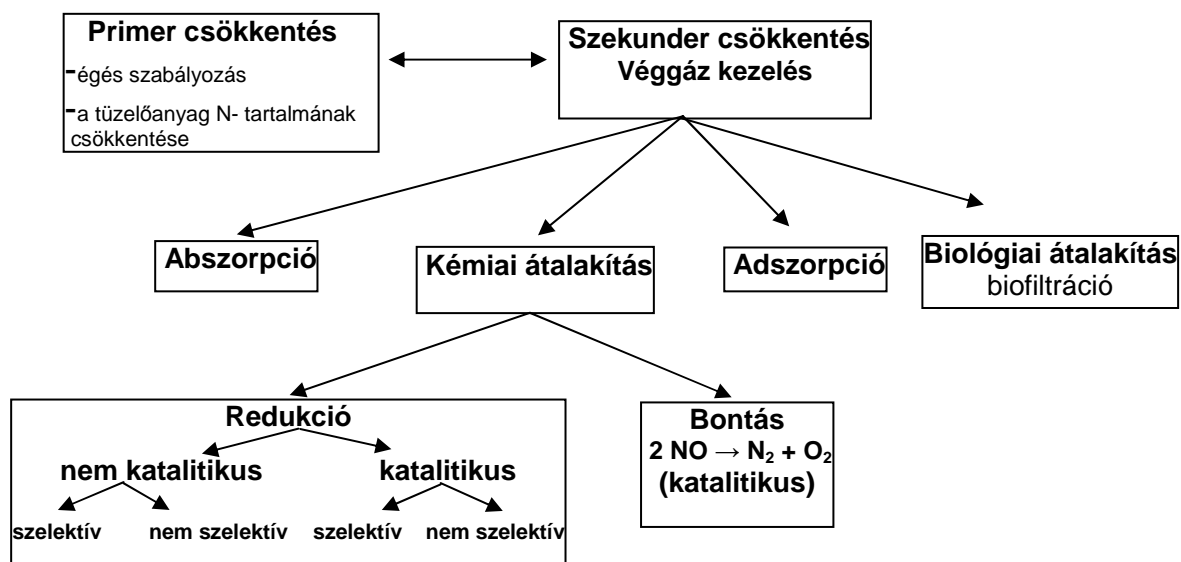 Primer csökkentés
-égés szabályozás
-a tüzelőanyag N- tartalmának
csökkentése
Szekunder csökkentés
Véggáz kezelés
Abszorpció
Kémiai átalakítás
Adszorpció
Biológiai átalakítás
biofiltráció
Redukció
nem katalitikus
katalitikus
szelektív
nem szelektív
szelektív
nem szelektív
Bontás
2 NO → N₂ + O₂
(katalitikus)